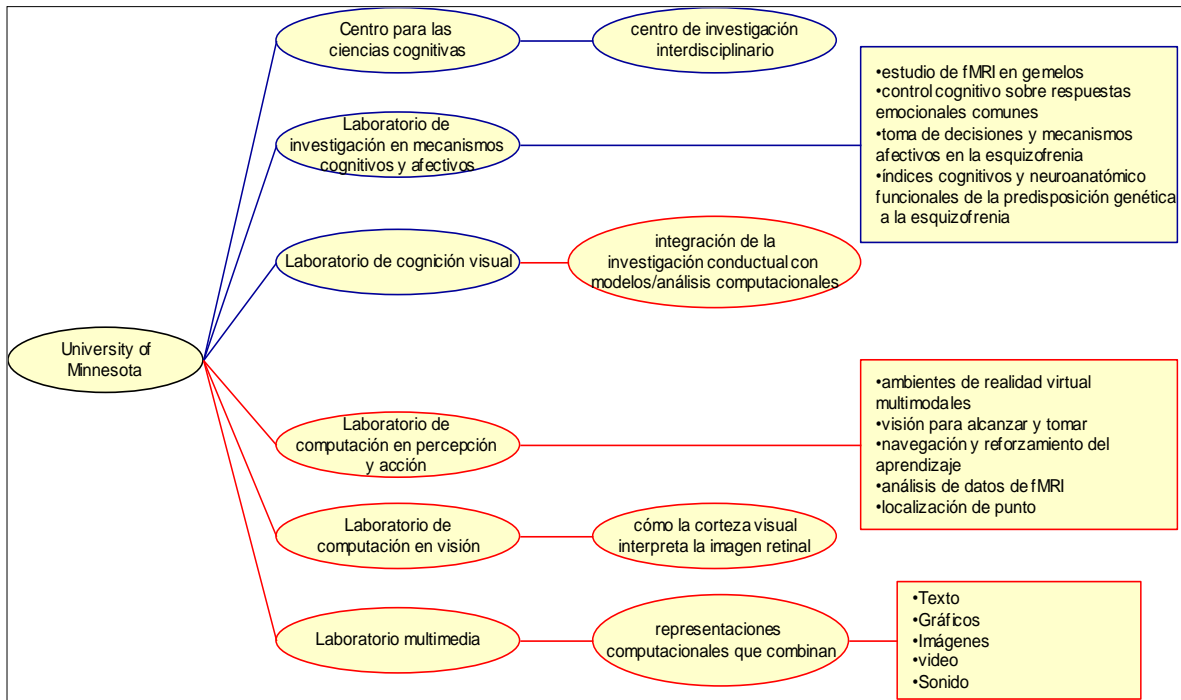 Centro para las
ciencias cognitivas
centro de investigación
interdisciplinario
Laboratorio de
investigación en mecanismos
cognitivos y afectivos
•estudio de fMRI en gemelos
•control cognitivo sobre respuestas
emocionales comunes
•toma de decisiones y mecanismos
afectivos en la esquizofrenia
•índices cognitivos y neuroanatómico
funcionales de la predisposición genética
a la esquizofrenia
Laboratorio de cognición visual
integración de la
investigación conductual con
modelos/análisis computacionales
University of
Minnesota
Laboratorio de
computación en percepción
y acción
•ambientes de realidad virtual
multimodales
•visión para alcanzar y tomar
•navegación y reforzamiento del
aprendizaje
•análisis de datos de fMRI
•localización de punto
Laboratorio de
computación en visión
cómo la corteza visual
interpreta la imagen retinal
Laboratorio multimedia
representaciones
computacionales que combinan
•Texto
•Gráficos
•Imágenes
•video
•Sonido